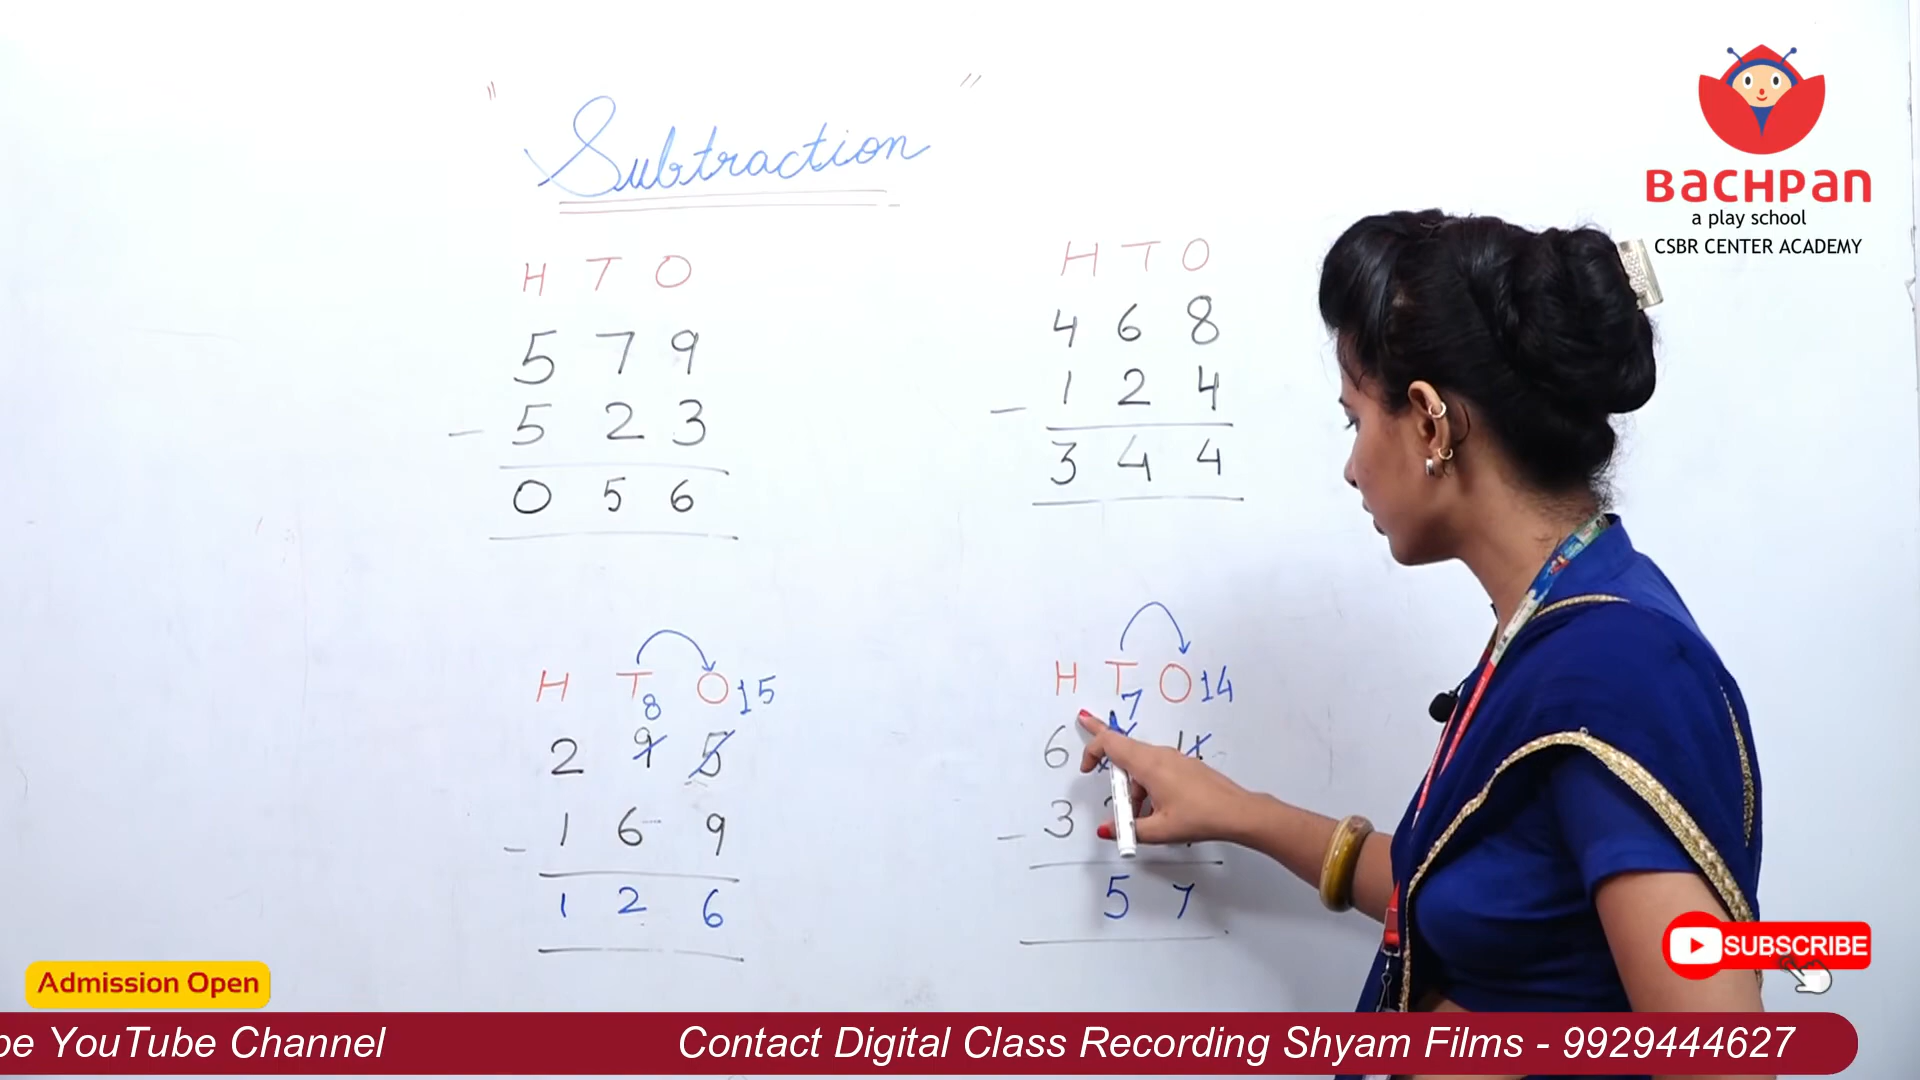 " Subtraction "
H T O
5 7 9
- 5 2 3
0 5 6
H T O
4 6 8
- 1 2 4
3 4 4
H T O 15
8
2 9 5
- 1 6 9
1 2 6
H T O 14
7
6 4
- 3
5 7
BACHPAN
a play school
CSBR CENTER ACADEMY
SUBSCRIBE
Admission Open
be YouTube Channel Contact Digital Class Recording Shyam Films - 9929444627